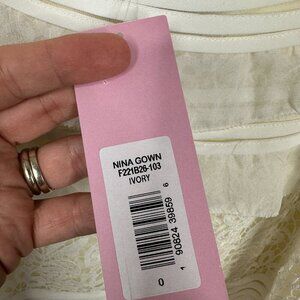 NINA GOWN
F221B26-103
IVORY
1 90824 39859 6
0